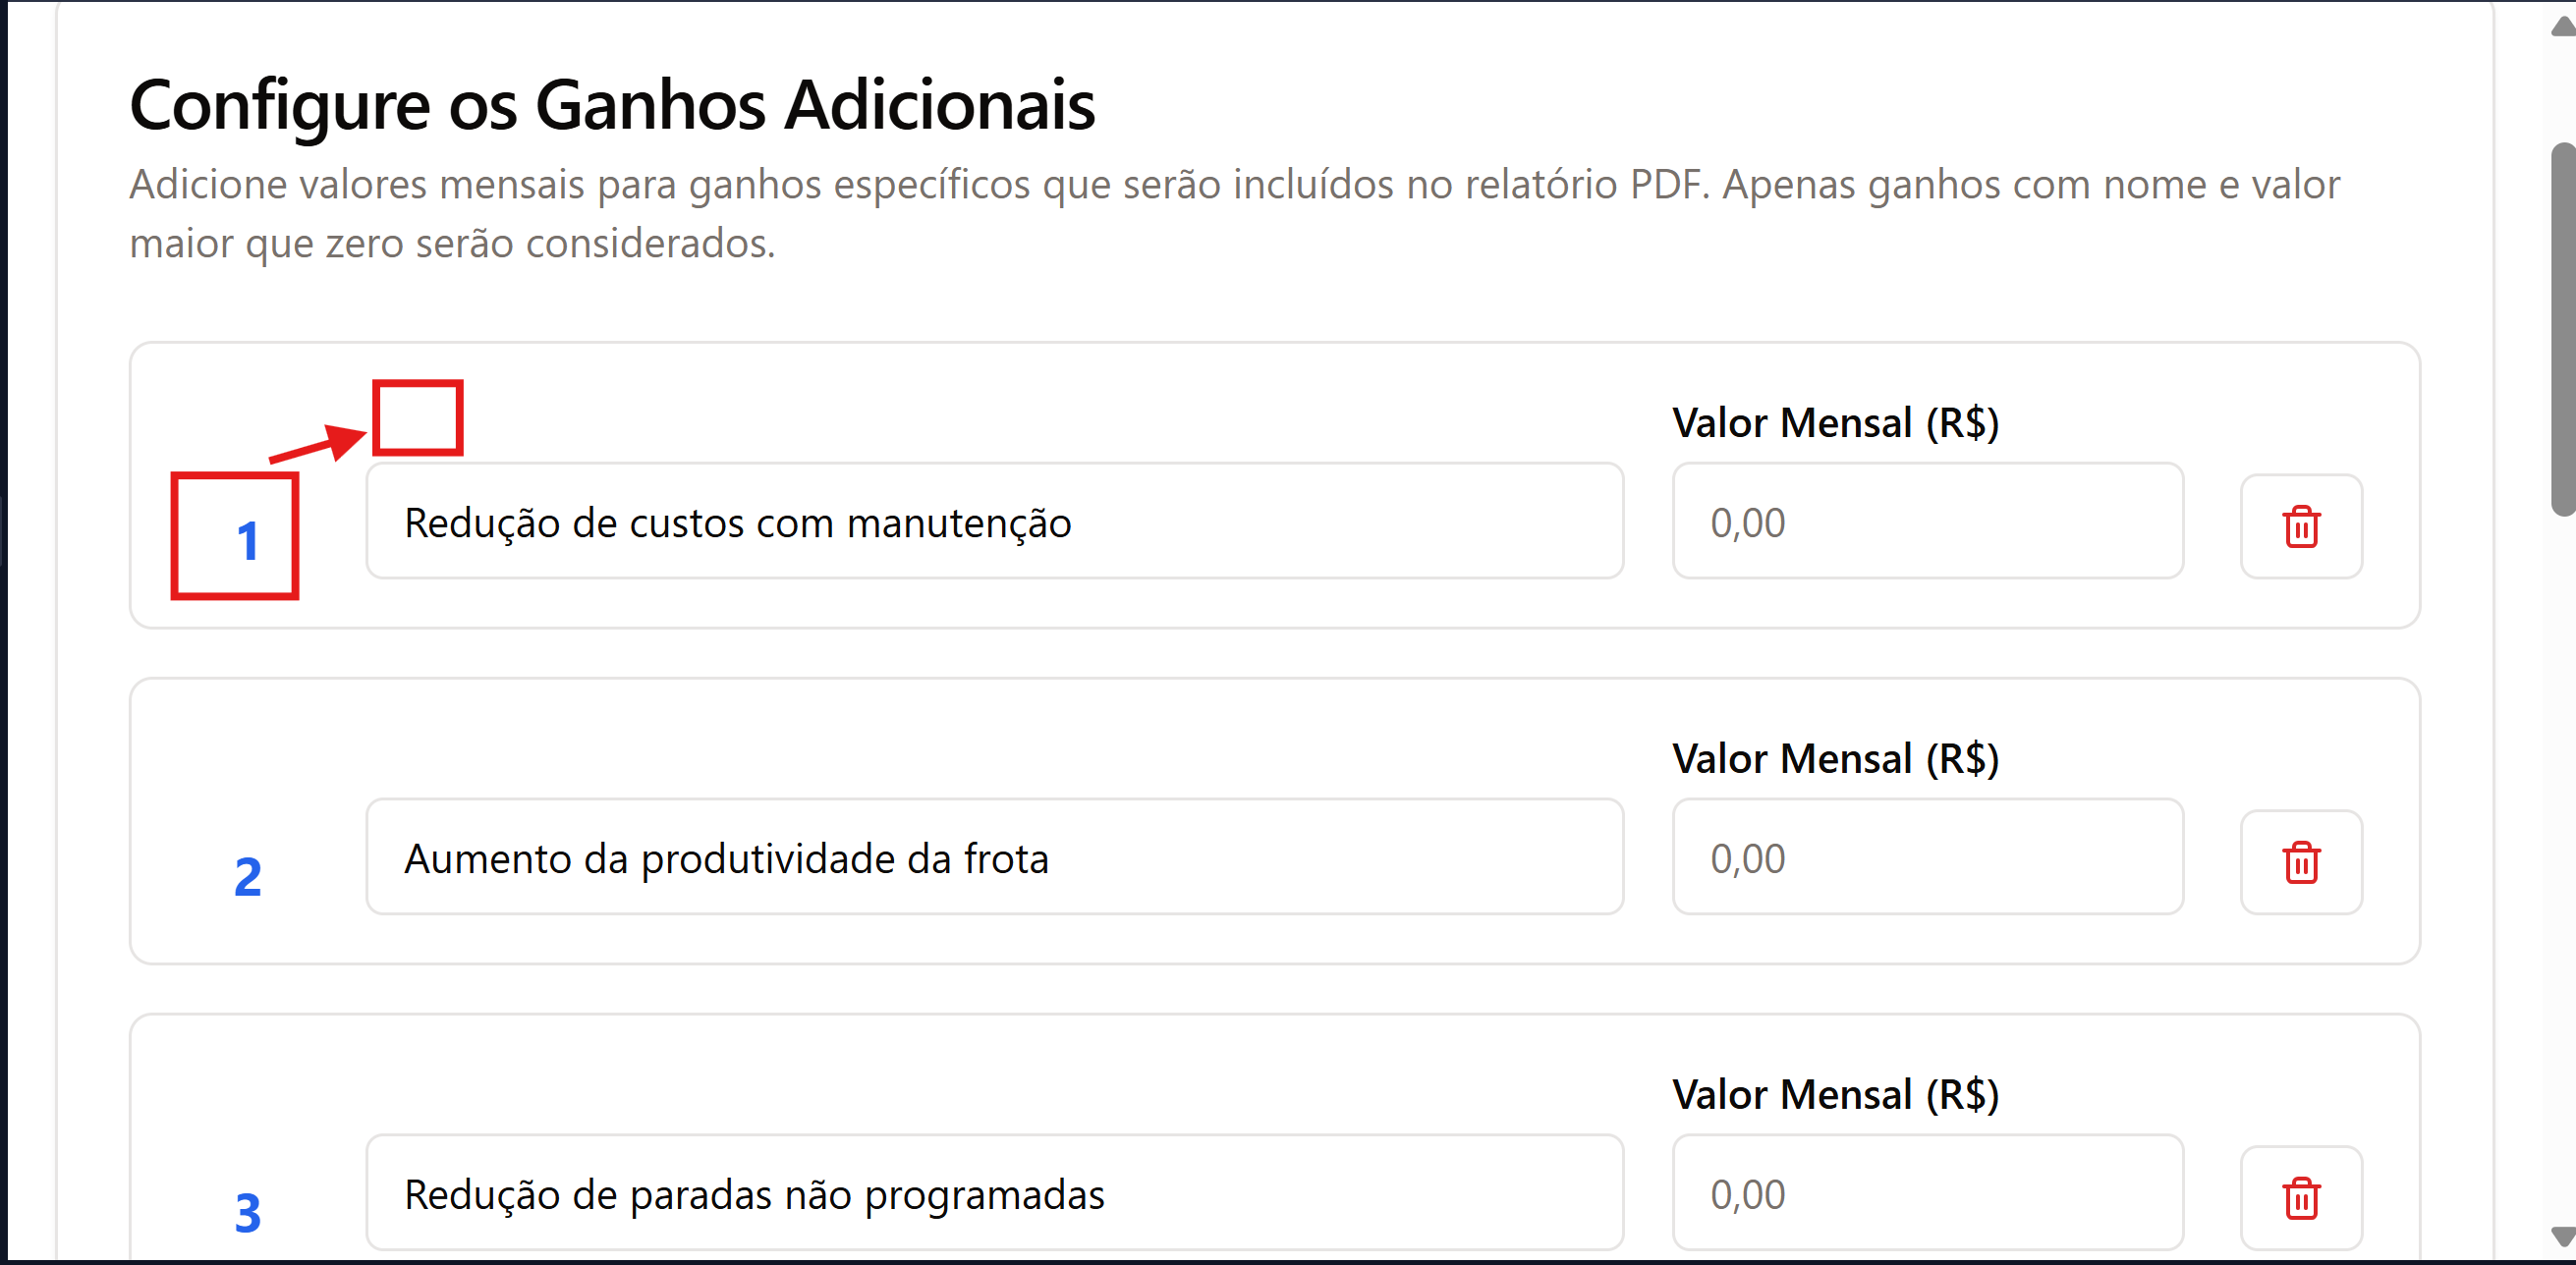 Configure os Ganhos Adicionais
Adicione valores mensais para ganhos específicos que serão incluídos no relatório PDF. Apenas ganhos com nome e valor
maior que zero serão considerados.
Valor Mensal (R$)
1
Redução de custos com manutenção
0,00
Valor Mensal (R$)
2
Aumento da produtividade da frota
0,00
Valor Mensal (R$)
3
Redução de paradas não programadas
0,00